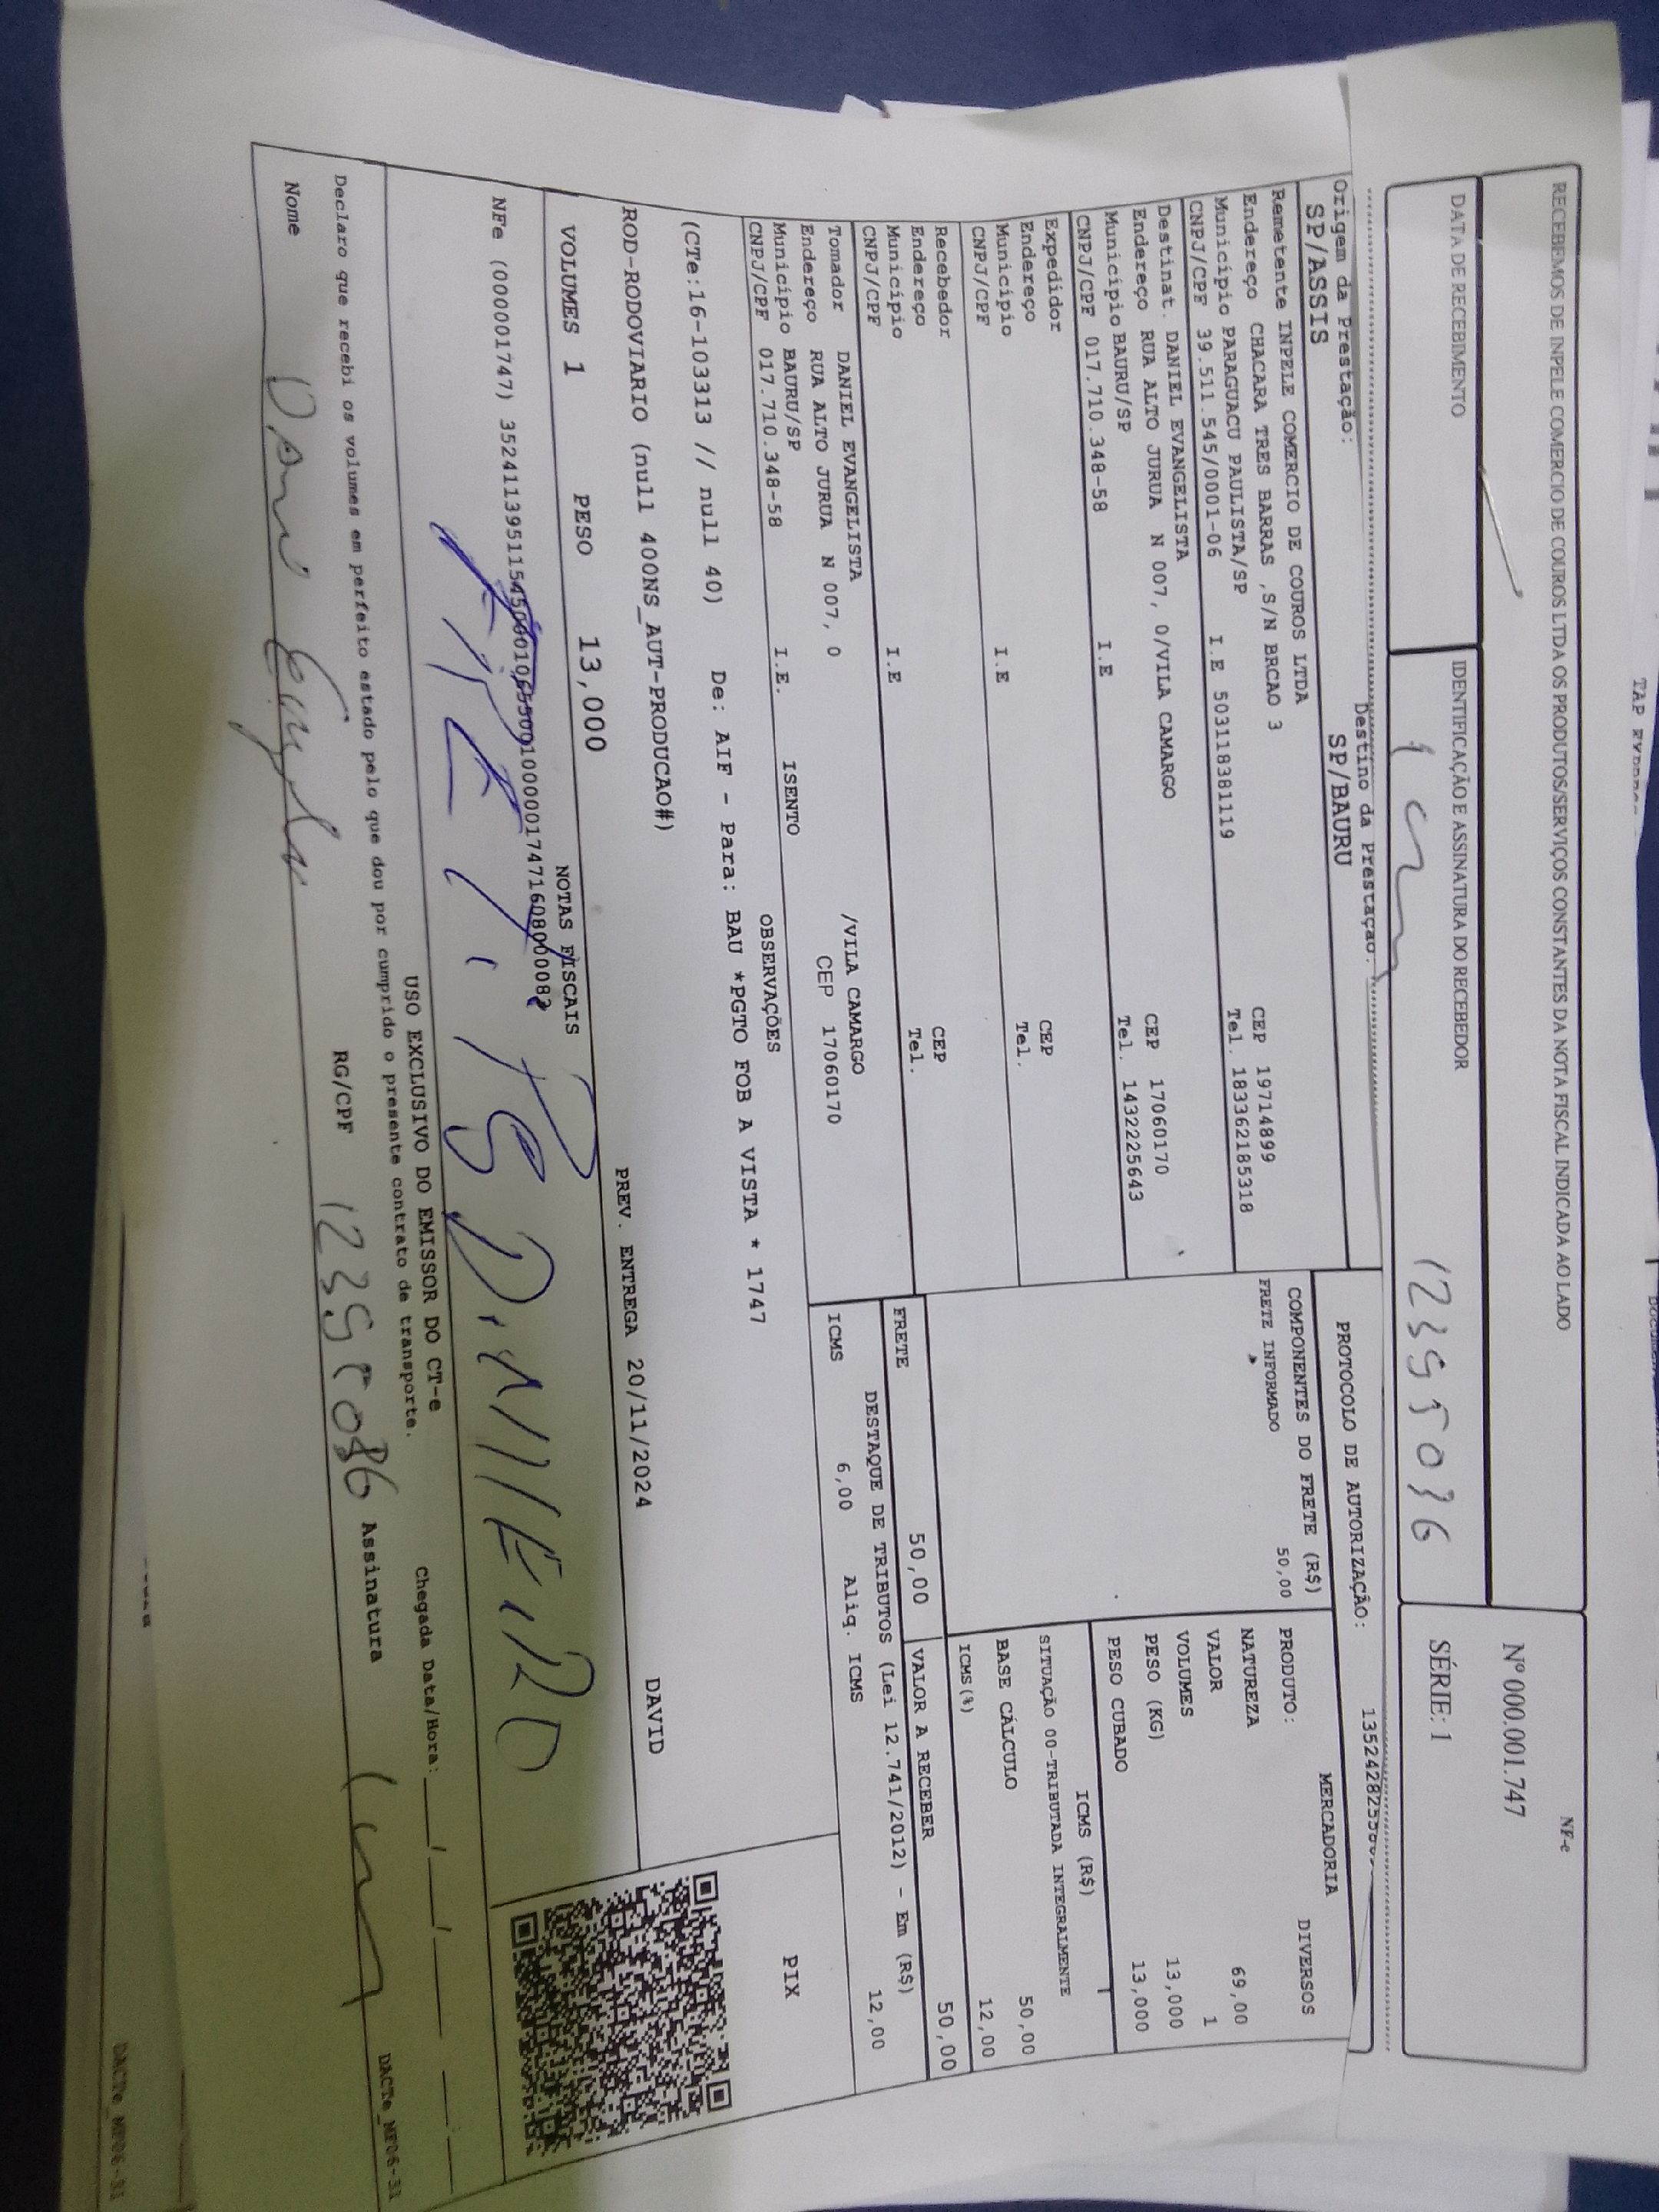 RECEBEMOS DE INPELE COMERCIO DE COUROS LTDA OS PRODUTOS/SERVIÇOS CONSTANTES DA NOTA FISCAL INDICADA AO LADO
NF-e
Nº 000.001.747
SÉRIE: 1
DATA DE RECEBIMENTO
IDENTIFICAÇÃO E ASSINATURA DO RECEBEDOR
Origem da Prestação:
SP/ASSIS
Destino da Prestação:
SP/BAURU
PROTOCOLO DE AUTORIZAÇÃO:
Remetente INPELE COMERCIO DE COUROS LTDA
Endereço CHACARA TRES BARRAS ,S/N BRCAO 3
CEP 19714899
Município PARAGUACU PAULISTA/SP
Tel. 1833621185318
CNPJ/CPF 39.511.545/0001-06 I.E 503118381119
Destinat. DANIEL EVANGELISTA
Endereço RUA ALTO JURUA N 007, 0/VILA CAMARGO
CEP 17060170
Município BAURU/SP
Tel. 1432225643
CNPJ/CPF 017.710.348-58 I.E
Expedidor
Endereço
CEP
Município
Tel.
CNPJ/CPF I.E
Recebedor
Endereço
CEP
Município
Tel.
CNPJ/CPF I.E
Tomador DANIEL EVANGELISTA
Endereço RUA ALTO JURUA N 007, 0 /VILA CAMARGO
Município BAURU/SP CEP 17060170
CNPJ/CPF 017.710.348-58 I.E. ISENTO
COMPONENTES DO FRETE (R$)
FRETE INFORMADO 50,00
MERCADORIA
PRODUTO: DIVERSOS
NATUREZA
VALOR 69,00
VOLUMES 1
PESO (KG) 13,000
PESO CUBADO 13,000
ICMS (R$)
SITUAÇÃO 00-TRIBUTADA INTEGRALMENTE
BASE CÁLCULO 50,00
ICMS(%) 12,00
FRETE 50,00
VALOR A RECEBER 50,00
DESTAQUE DE TRIBUTOS (Lei 12.741/2012) - Em (R$)
ICMS 6,00 Aliq. ICMS 12,00
OBSERVAÇÕES
(CTe:16-103313 // null 40) De: AIF - Para: BAU *PGTO FOB A VISTA * 1747
PIX
ROD-RODOVIARIO (null 400NS_AUT-PRODUCAO#)
DAVID
VOLUMES 1 PESO 13,000 NOTAS FISCAIS PREV. ENTREGA 20/11/2024
NFe (000001747)
USO EXCLUSIVO DO EMISSOR DO CT-e
Chegada Data/Hora: ___/___/___ ___:___
Declaro que recebi os volumes em perfeito estado pelo que dou por cumprido o presente contrato de transporte.
Nome
RG/CPF
Assinatura
DACTe_MP06-31
DACTe_MP06-31